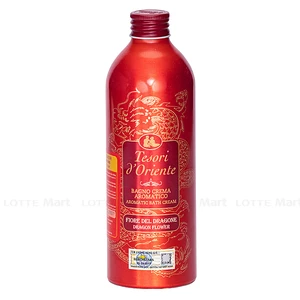 Tesori
d'Oriente
BAGNO CREMA
AROMATICO
AROMATIC BATH CREAM
FIORE DEL DRAGONE
DRAGON FLOWER
LOTTE Mart LOTTE Mart